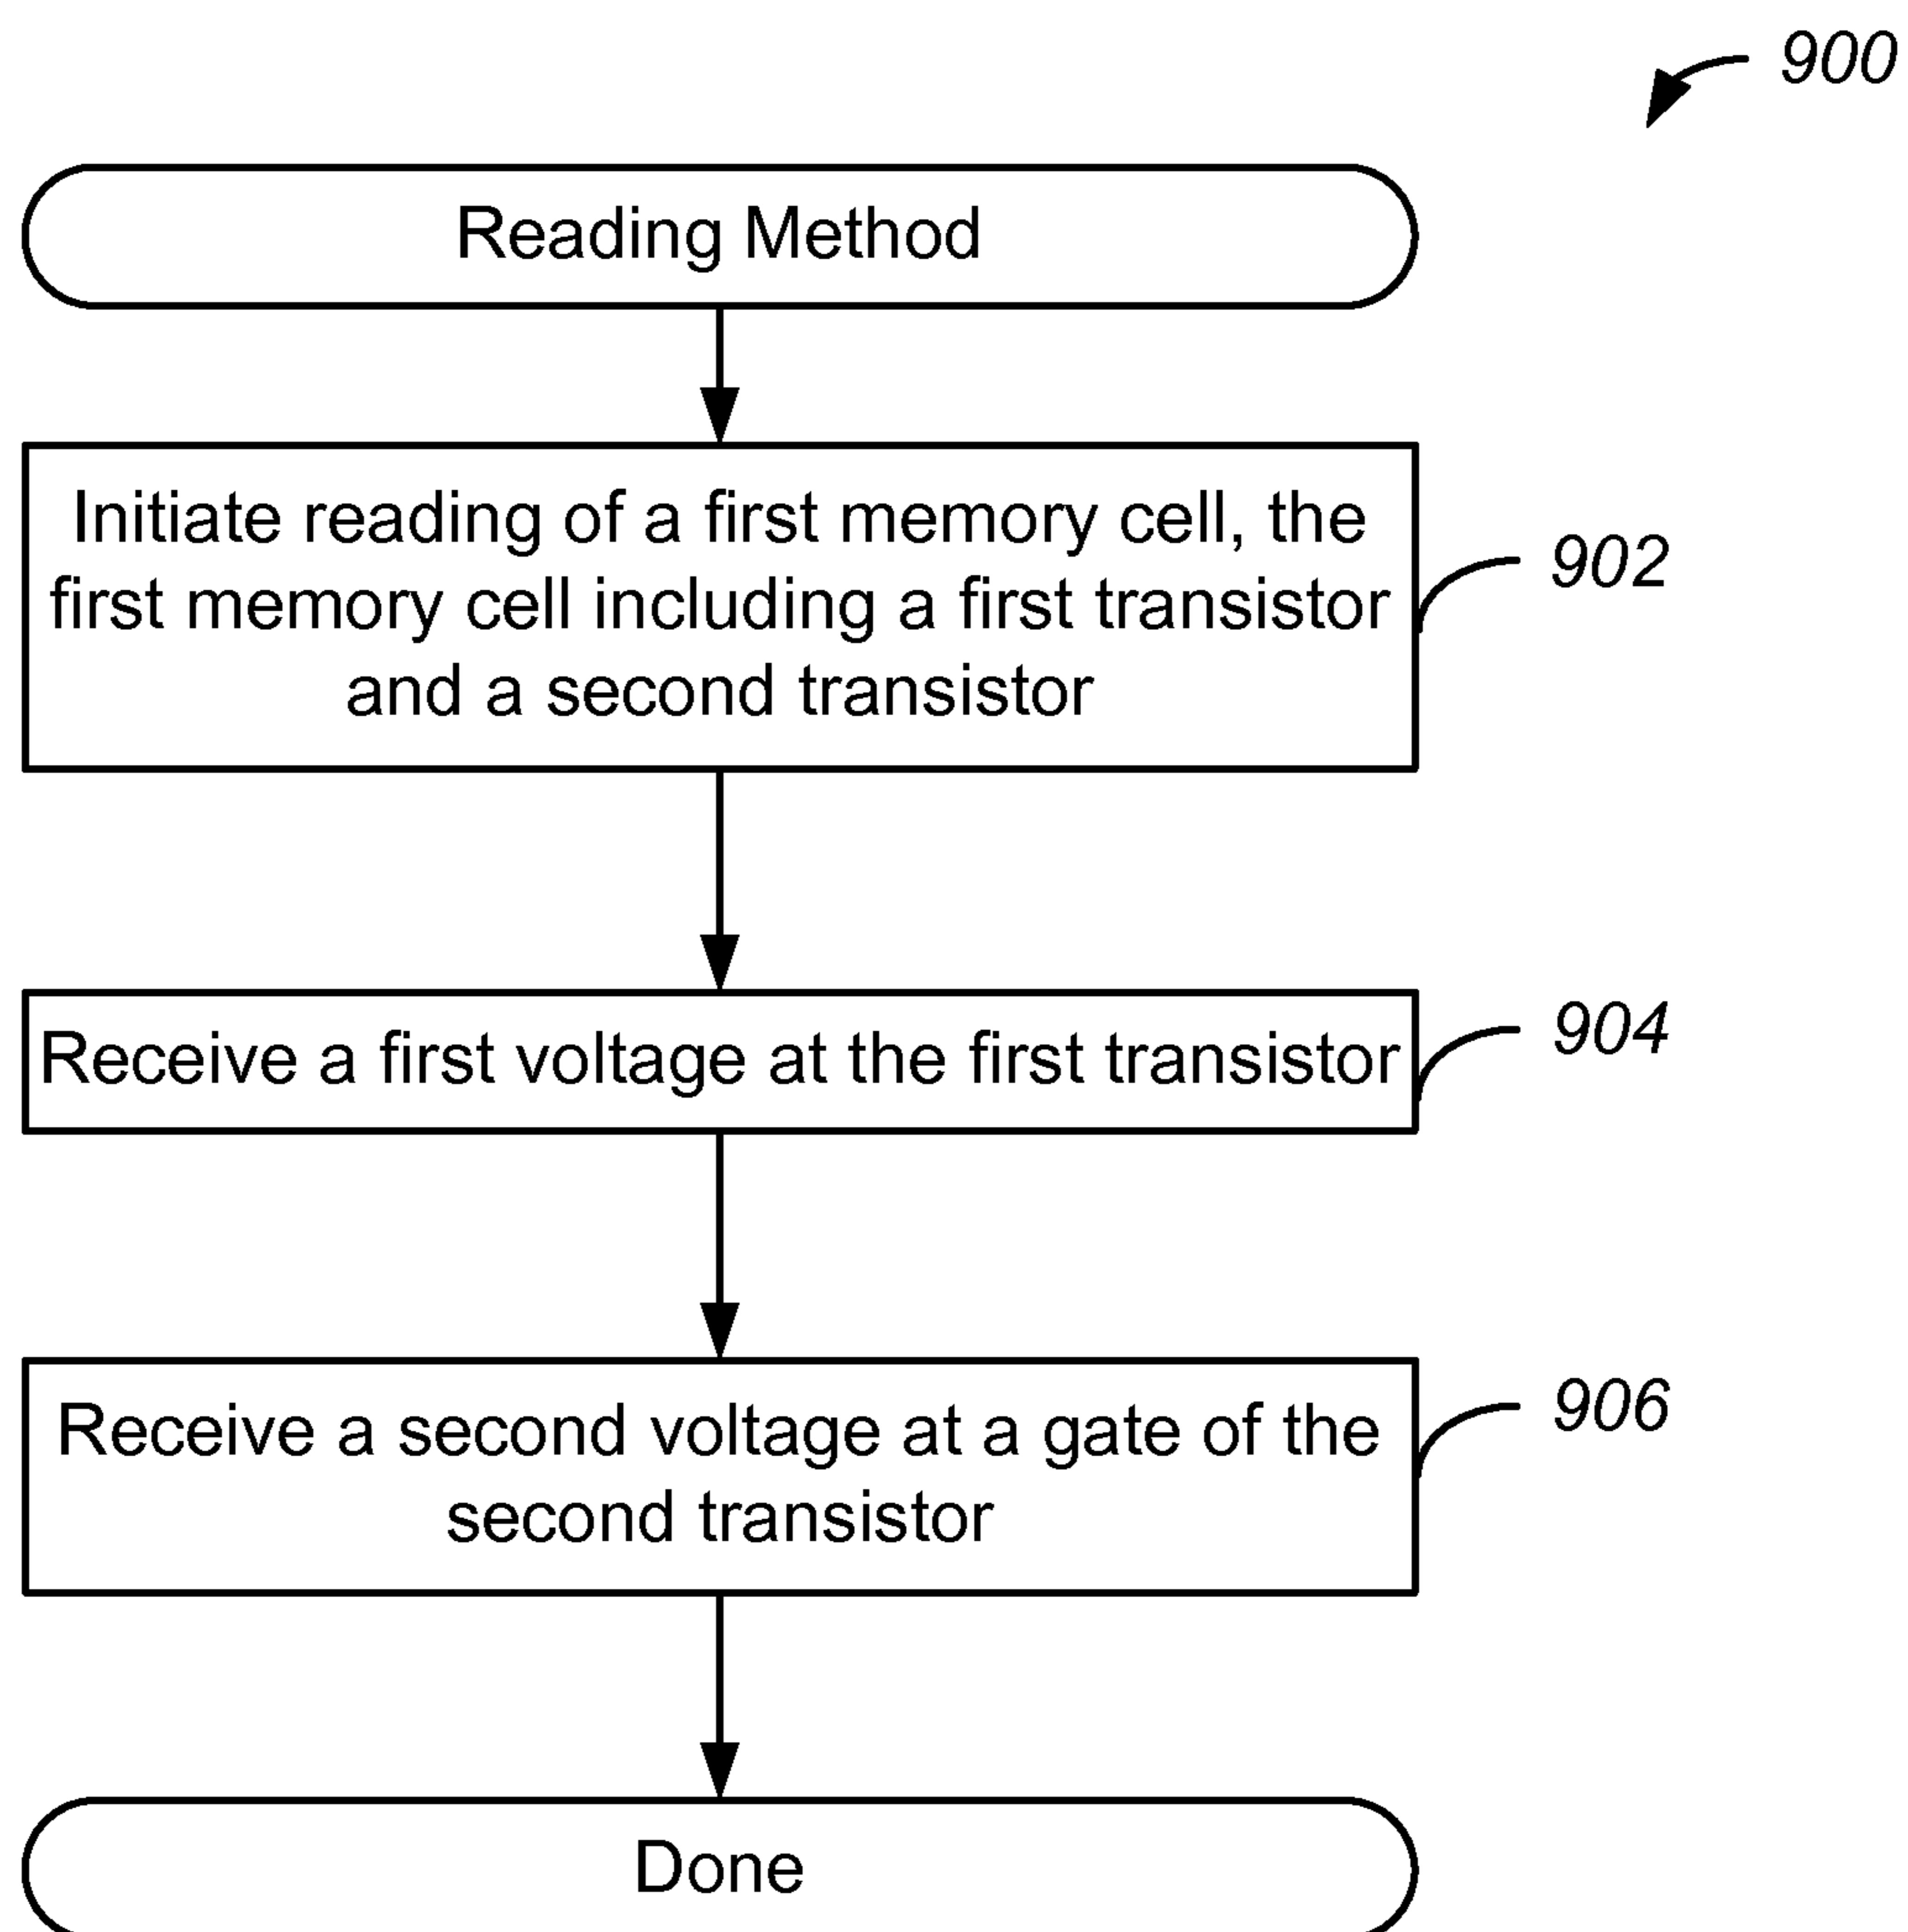 900
Reading Method
Initiate reading of a first memory cell, the
first memory cell including a first transistor
and a second transistor
902
Receive a first voltage at the first transistor
904
Receive a second voltage at a gate of the
second transistor
906
Done